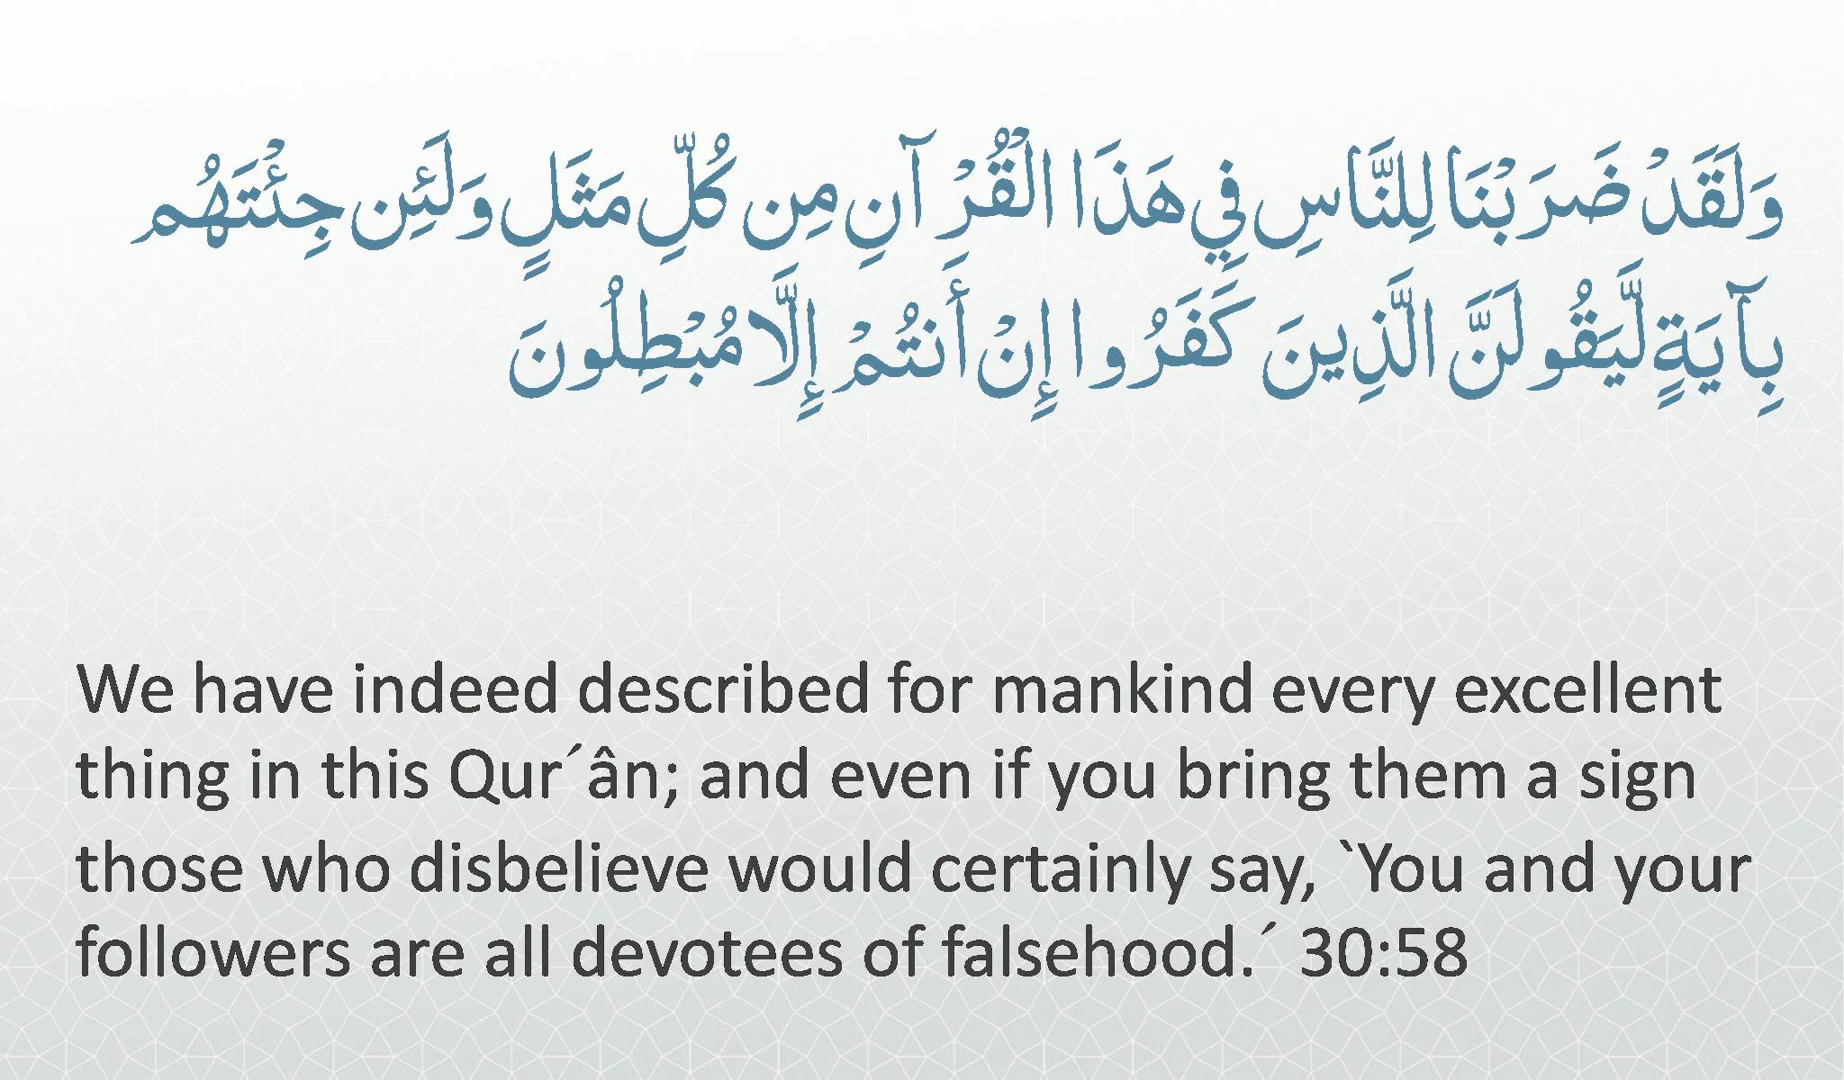 وَلَقَدْ ضَرَبْنَا لِلنَّاسِ فِي هَذَا الْقُرْآنِ مِن كُلِّ مَثَلٍ وَلَئِن جِئْتَهُم
بِآيَةٍ لَّيَقُولَنَّ الَّذِينَ كَفَرُوا إِنْ أَنتُمْ إِلَّا مُبْطِلُونَ
We have indeed described for mankind every excellent
thing in this Qur´ân; and even if you bring them a sign
those who disbelieve would certainly say, `You and your
followers are all devotees of falsehood.´ 30:58